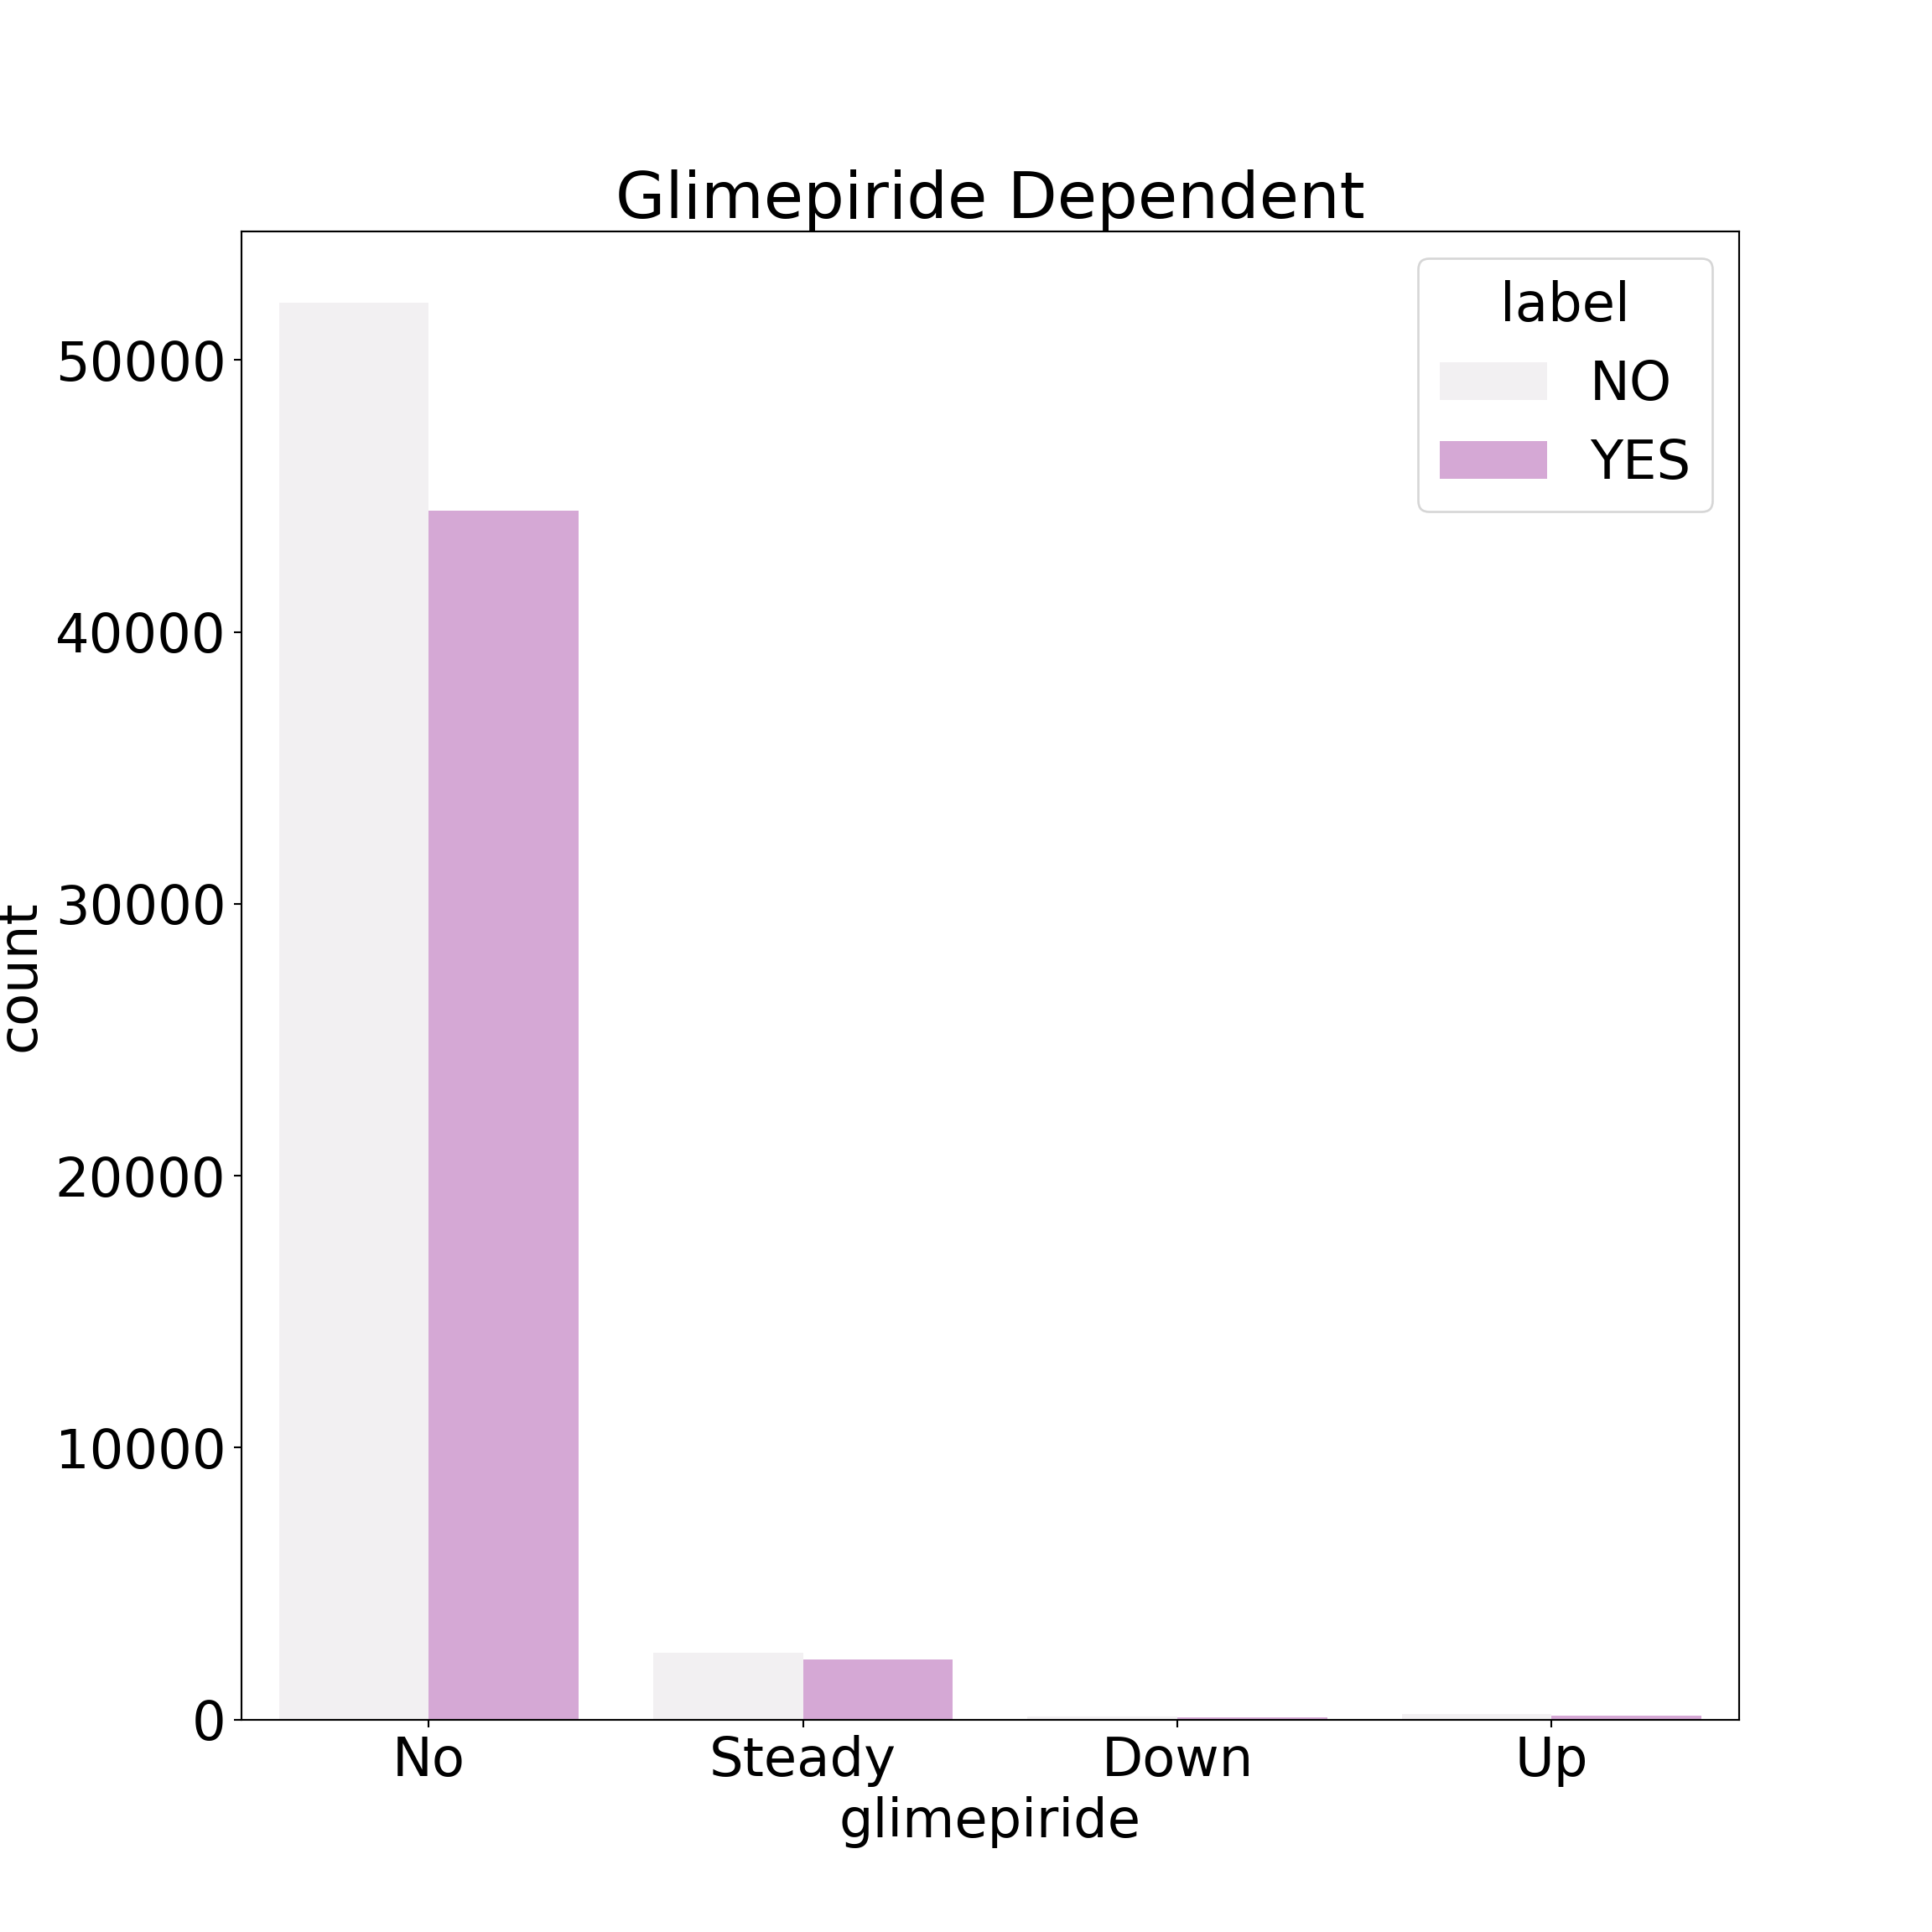 Glimepiride Dependent
label
NO
YES
50000
40000
30000
20000
10000
0
count
No Steady Down Up
glimepiride